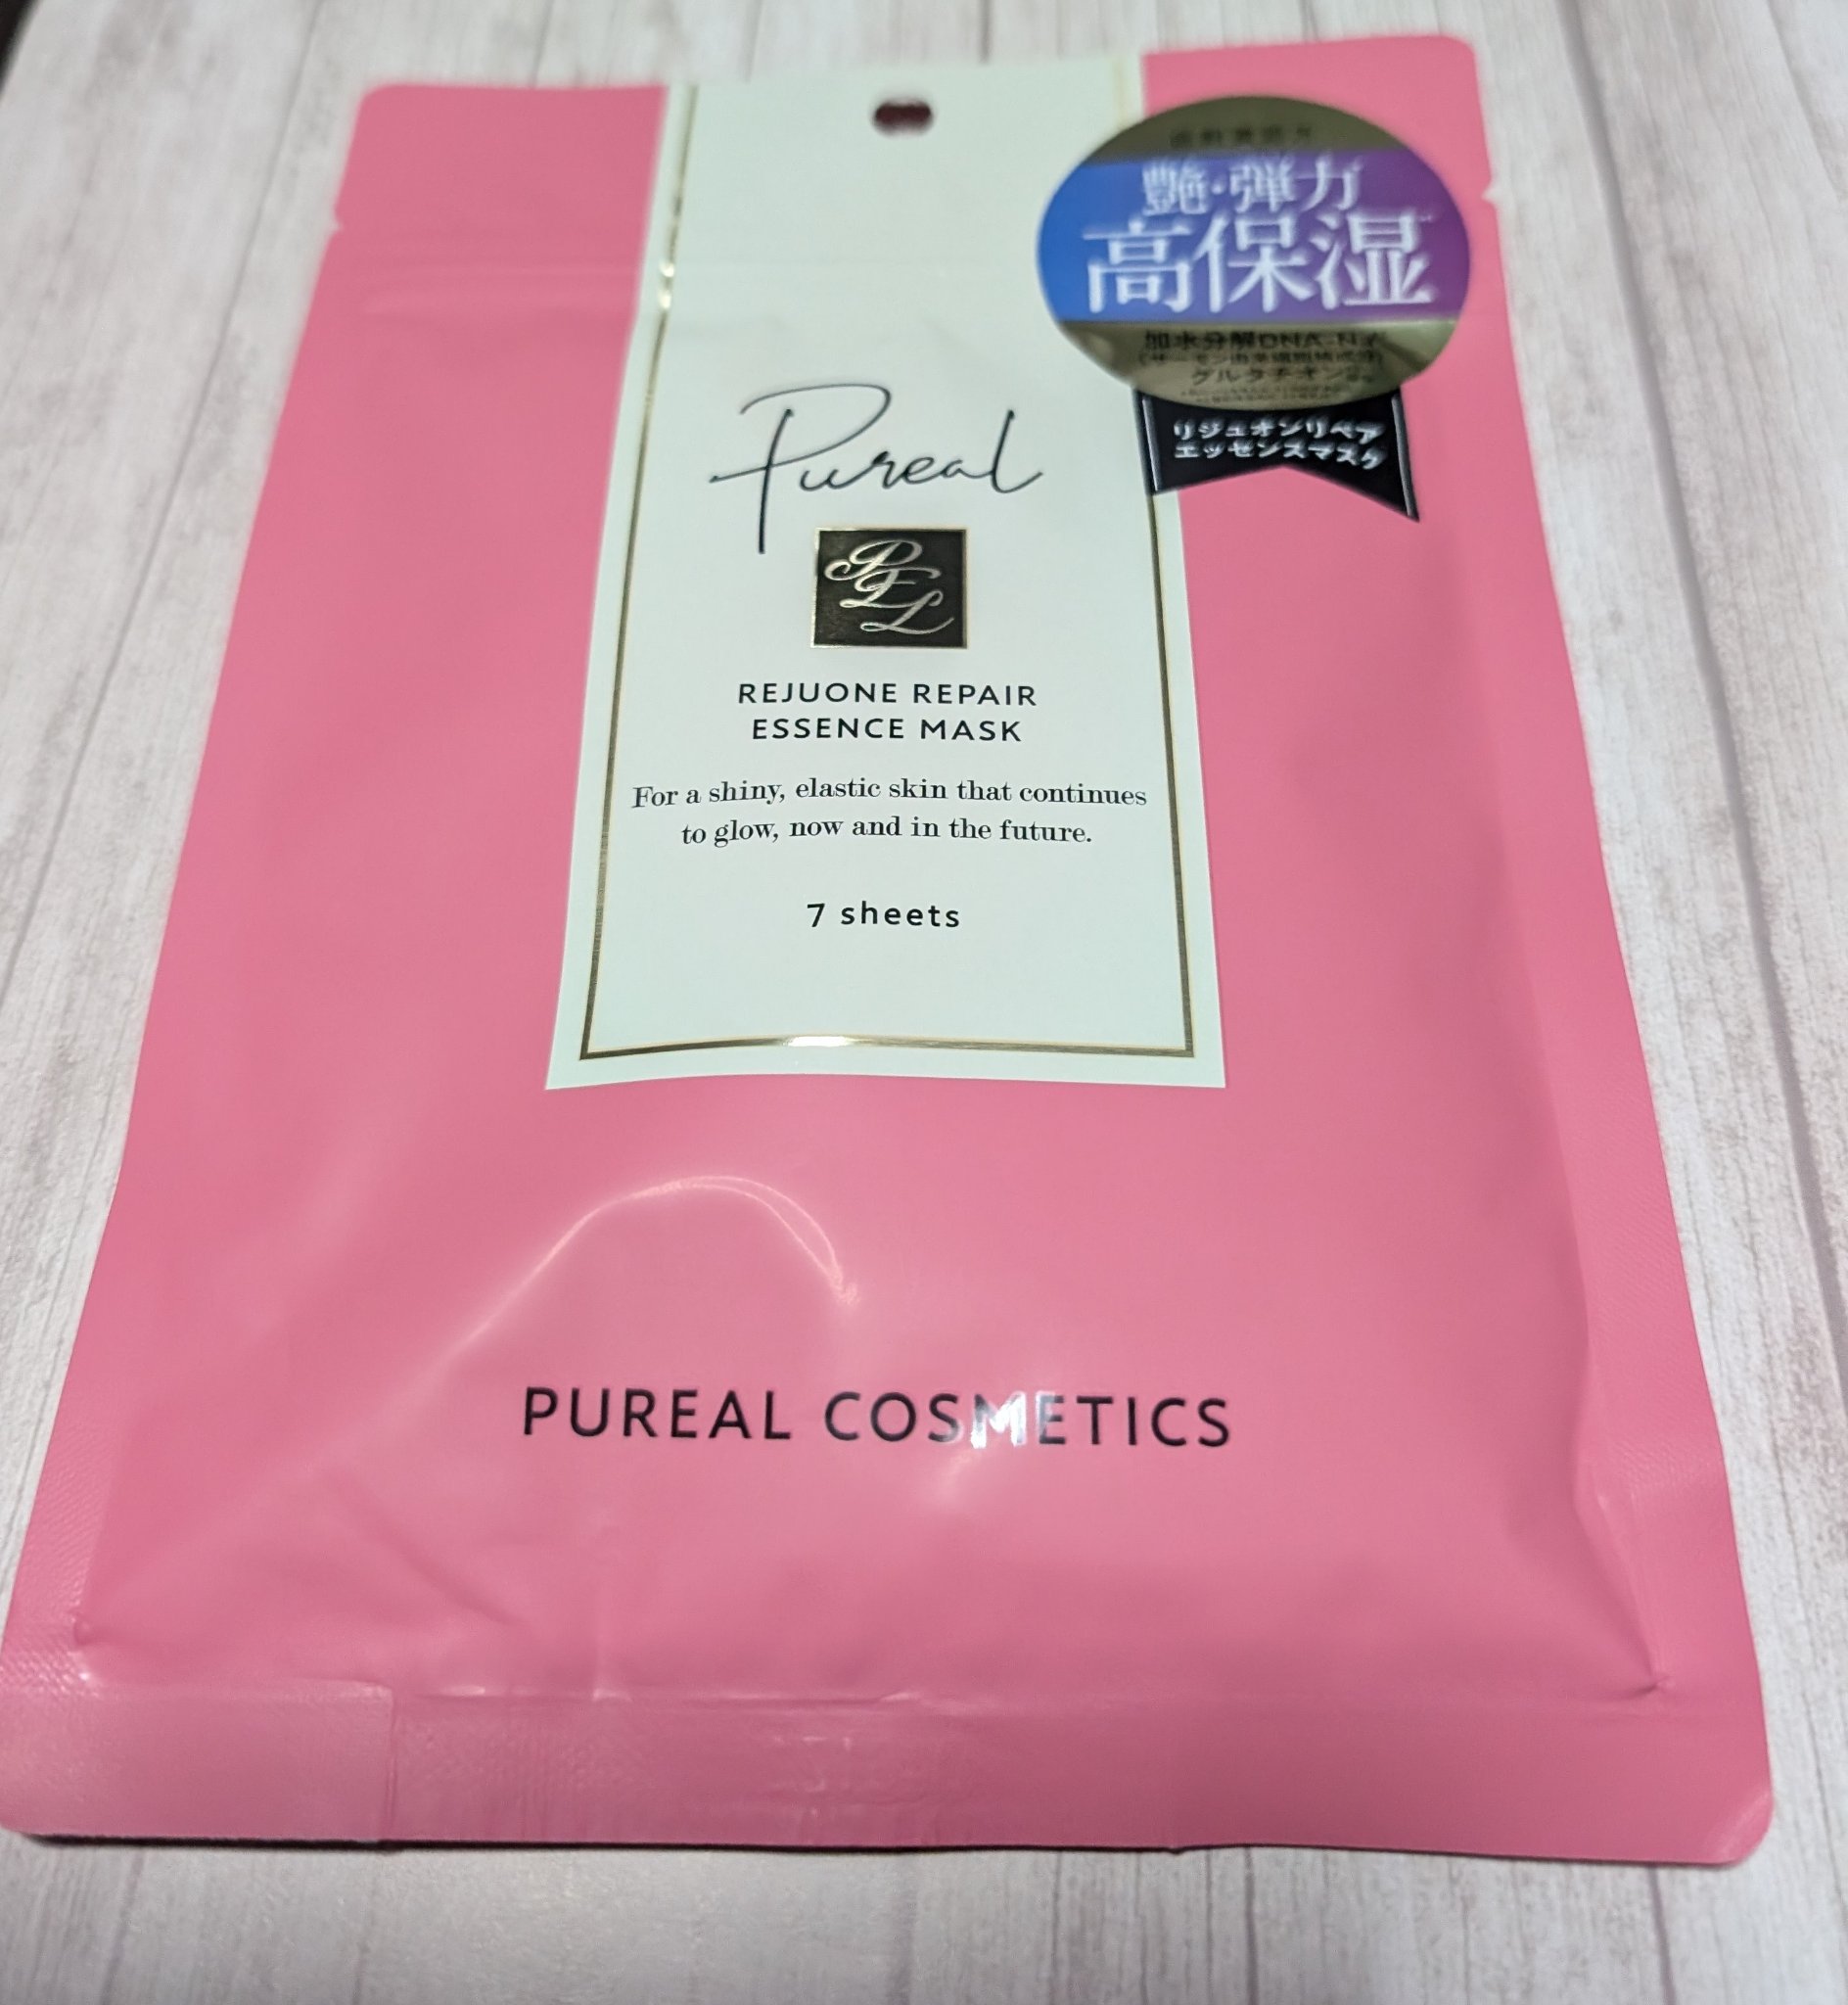 艶・弾力
高保湿
加水分解DNA-Na
グルタチオン
リジュオンリペア
エッセンスマスク
Pureal
PEL
REJUONE REPAIR
ESSENCE MASK
For a shiny, elastic skin that continues
to glow, now and in the future.
7 sheets
PUREAL COSMETICS